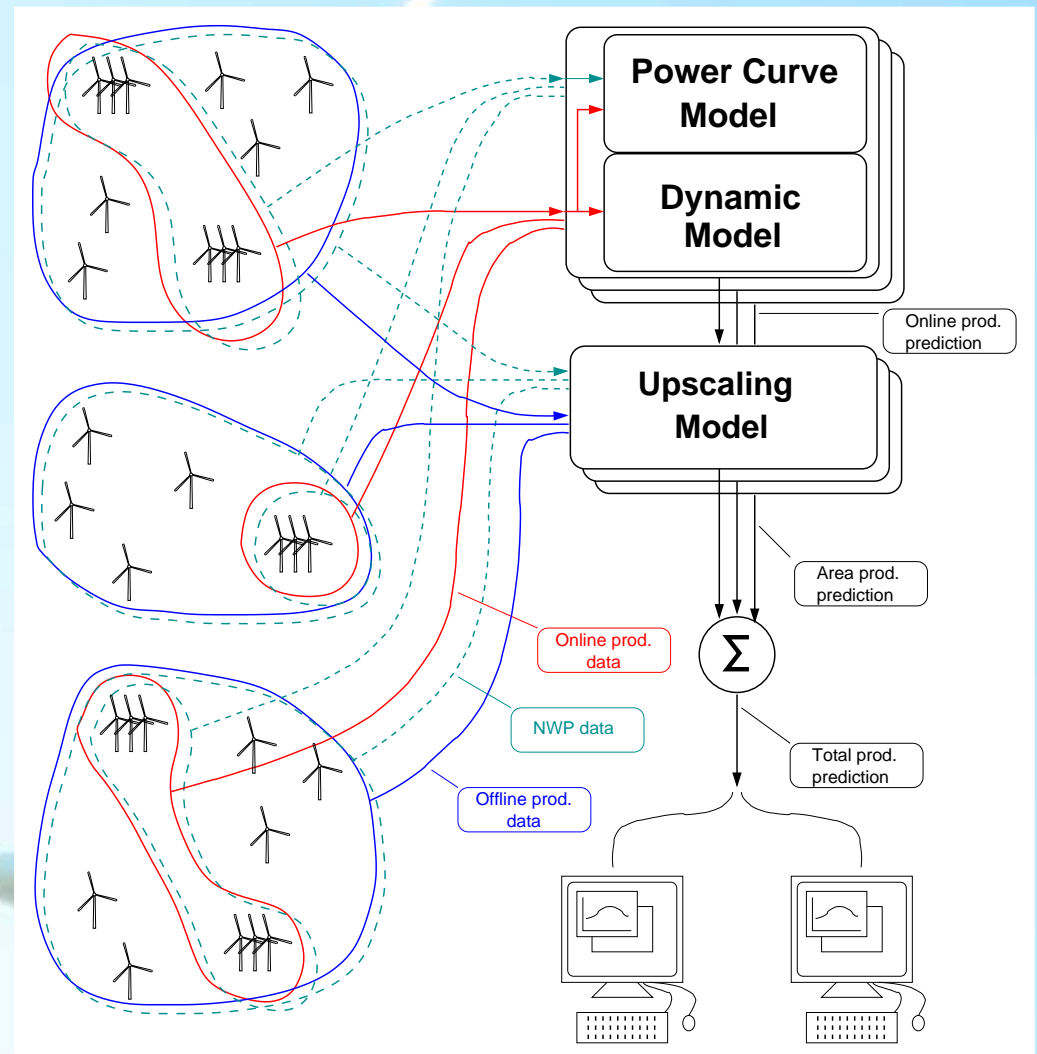 Power Curve
Model
Dynamic
Model
Online prod.
prediction
Upscaling
Model
Area prod.
prediction
Σ
Online prod.
data
NWP data
Total prod.
prediction
Offline prod.
data